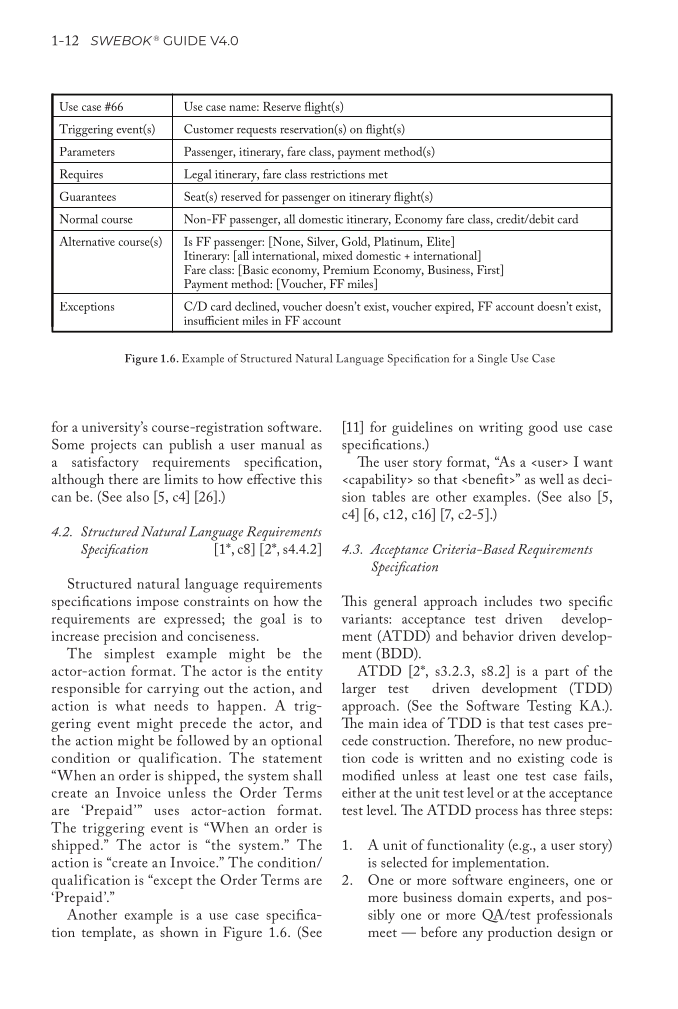 1-12 SWEBOK® GUIDE V4.0
Use case #66 Use case name: Reserve flight(s)
Triggering event(s) Customer requests reservation(s) on flight(s)
Parameters Passenger, itinerary, fare class, payment method(s)
Requires Legal itinerary, fare class restrictions met
Guarantees Seat(s) reserved for passenger on itinerary flight(s)
Normal course Non-FF passenger, all domestic itinerary, Economy fare class, credit/debit card
Alternative course(s) Is FF passenger: [None, Silver, Gold, Platinum, Elite]
Itinerary: [all international, mixed domestic + international]
Fare class: [Basic economy, Premium Economy, Business, First]
Payment method: [Voucher, FF miles]
Exceptions C/D card declined, voucher doesn’t exist, voucher expired, FF account doesn’t exist,
insufficient miles in FF account
Figure 1.6. Example of Structured Natural Language Specification for a Single Use Case
for a university’s course-registration software.
Some projects can publish a user manual as
a satisfactory requirements specification,
although there are limits to how effective this
can be. (See also [5, c4] [26].)
4.2. Structured Natural Language Requirements
Specification [1*, c8] [2*, s4.4.2]
Structured natural language requirements
specifications impose constraints on how the
requirements are expressed; the goal is to
increase precision and conciseness.
The simplest example might be the
actor-action format. The actor is the entity
responsible for carrying out the action, and
action is what needs to happen. A trig-
gering event might precede the actor, and
the action might be followed by an optional
condition or qualification. The statement
“When an order is shipped, the system shall
create an Invoice unless the Order Terms
are ‘Prepaid’” uses actor-action format.
The triggering event is “When an order is
shipped.” The actor is “the system.” The
action is “create an Invoice.” The condition/
qualification is “except the Order Terms are
‘Prepaid’.”
Another example is a use case specifica-
tion template, as shown in Figure 1.6. (See
[11] for guidelines on writing good use case
specifications.)
The user story format, “As a <user> I want
<capability> so that <benefit>” as well as deci-
sion tables are other examples. (See also [5,
c4] [6, c12, c16] [7, c2-5].)
4.3. Acceptance Criteria-Based Requirements
Specification
This general approach includes two specific
variants: acceptance test driven develop-
ment (ATDD) and behavior driven develop-
ment (BDD).
ATDD [2*, s3.2.3, s8.2] is a part of the
larger test driven development (TDD)
approach. (See the Software Testing KA.).
The main idea of TDD is that test cases pre-
cede construction. Therefore, no new produc-
tion code is written and no existing code is
modified unless at least one test case fails,
either at the unit test level or at the acceptance
test level. The ATDD process has three steps:
1. A unit of functionality (e.g., a user story)
is selected for implementation.
2. One or more software engineers, one or
more business domain experts, and pos-
sibly one or more QA/test professionals
meet — before any production design or